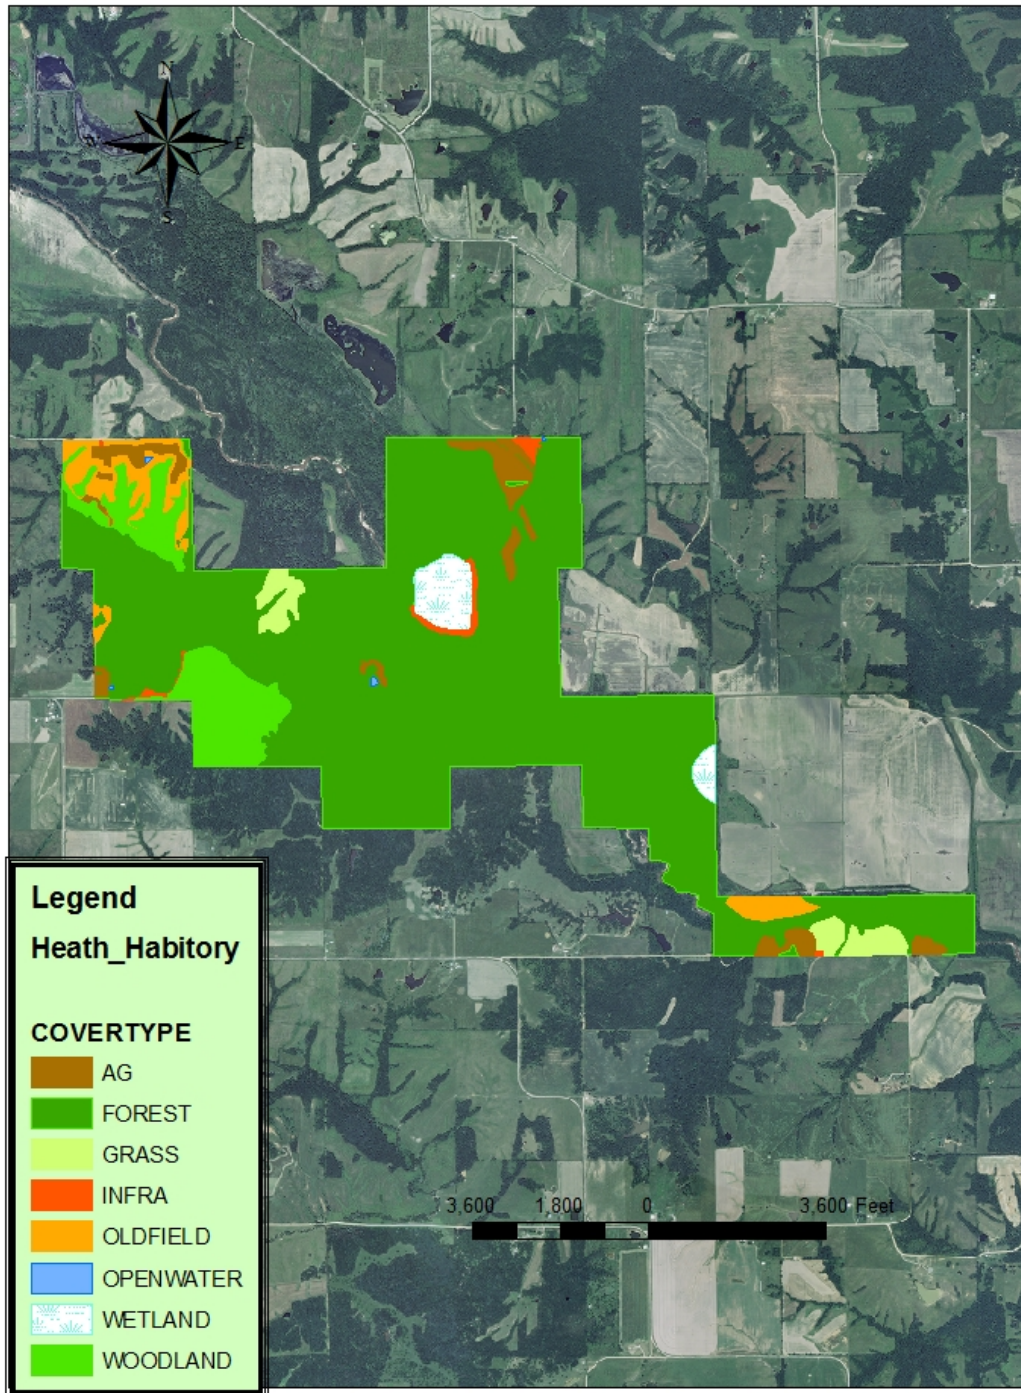 N
E
S
Legend
Heath_Habitory
COVERTYPE
AG
FOREST
GRASS
INFRA
OLDFIELD
OPENWATER
WETLAND
WOODLAND
3,600 1,800 0 3,600 Feet